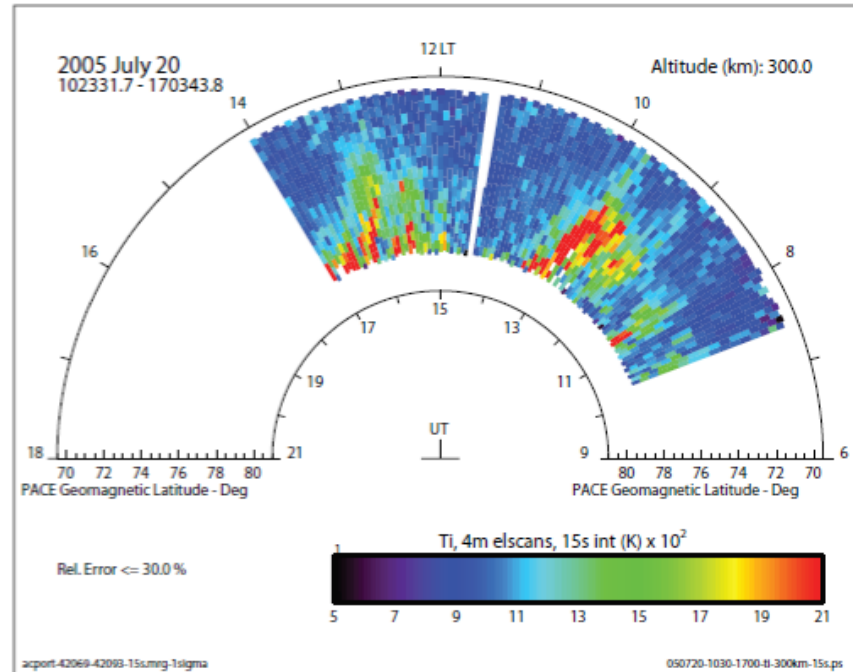 2005 July 20
102331.7 - 170343.8
12 LT
Altitude (km): 300.0
14
10
16
8
15
17
13
19
11
UT
18
21
9
6
70 72 74 76 78 80
80 78 76 74 72 70
PACE Geomagnetic Latitude - Deg
PACE Geomagnetic Latitude - Deg
Ti, 4m elscans, 15s int (K) x 10²
1
Rel. Error <= 30.0 %
5 7 9 11 13 15 17 19 21
acport-42069-42093-15s.mrg-1sigma
050720-1030-1700-ti-300km-15s.ps